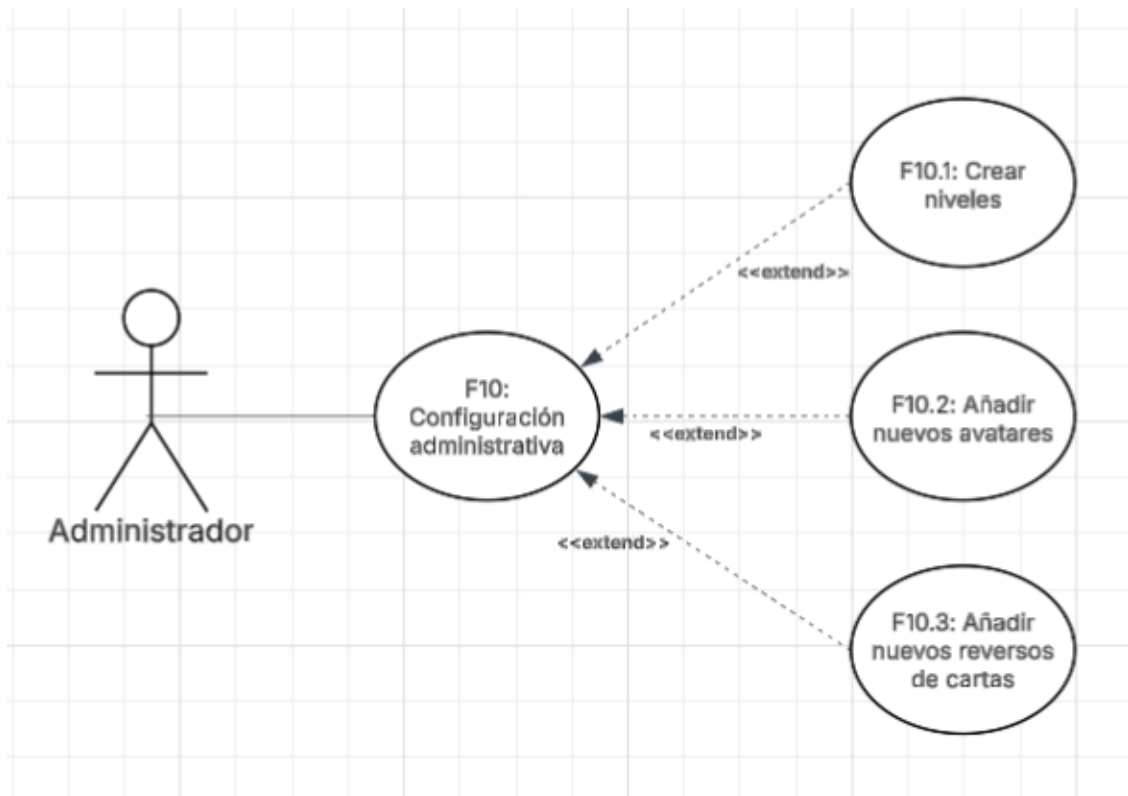 F10.1: Crear
niveles
<<extend>>
F10:
Configuración
administrativa
F10.2: Añadir
nuevos avatares
<<extend>>
Administrador
<<extend>>
F10.3: Añadir
nuevos reversos
de cartas